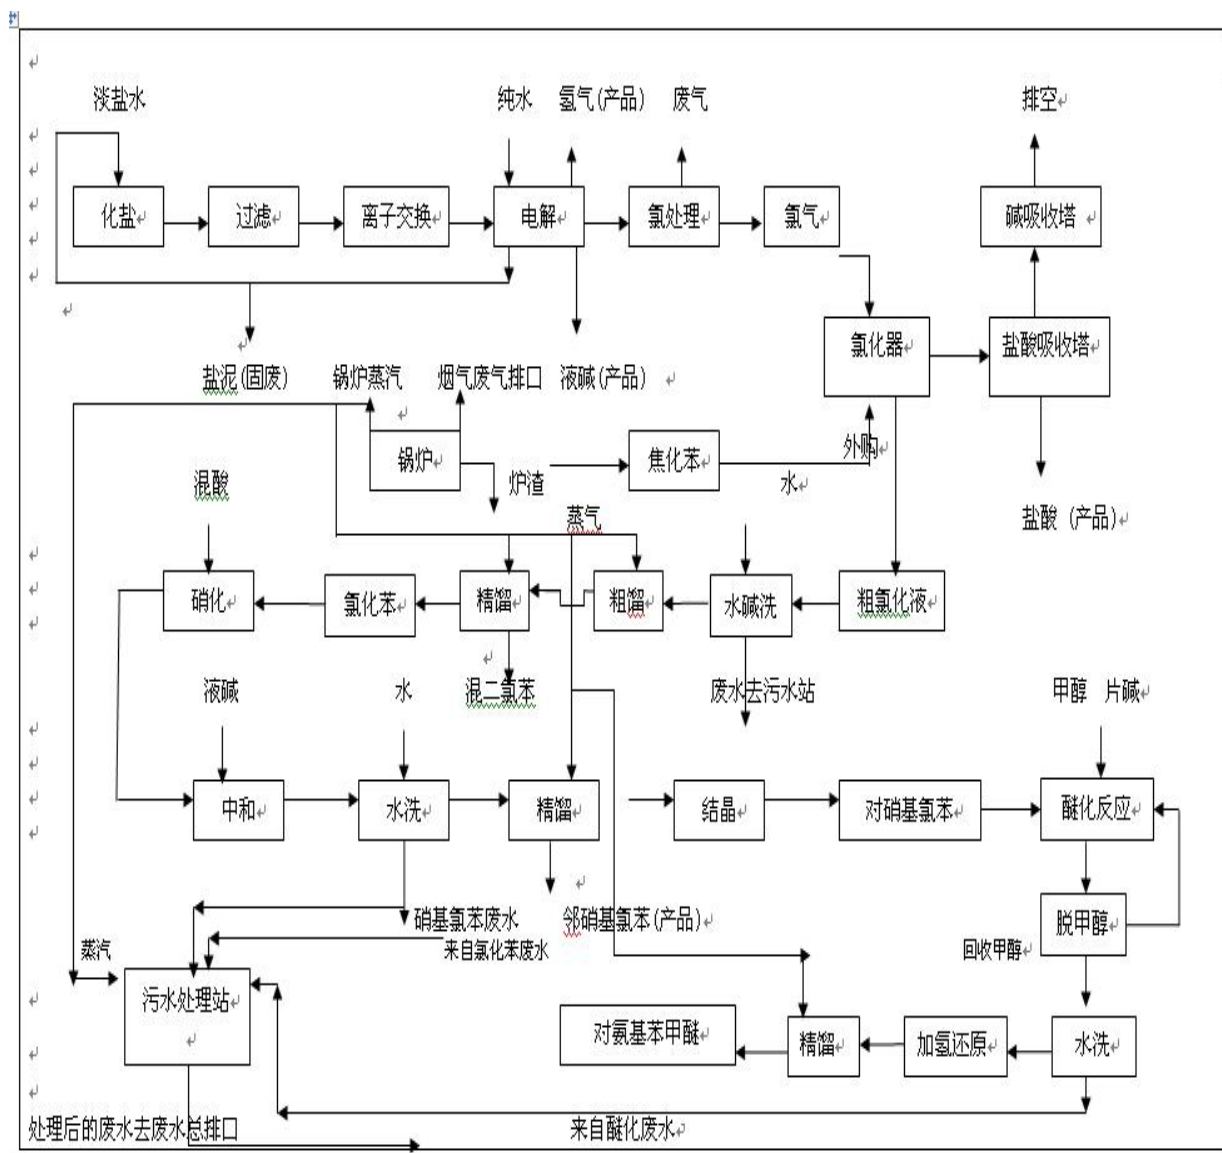 淡盐水 纯水 氢气(产品) 废气 排空
化盐 过滤 离子交换 电解 氯处理 氯气 碱吸收塔
氯化器 盐酸吸收塔
盐泥(固废) 锅炉蒸汽 烟气废气排口 液碱(产品)
外购
锅炉 焦化苯
混酸 炉渣 水
蒸气 盐酸 (产品)
硝化 氯化苯 精馏 粗馏 水碱洗 粗氯化液
液碱 水 混二氯苯 废水去污水站 甲醇 片碱
中和 水洗 精馏 结晶 对硝基氯苯 醚化反应
硝基氯苯废水 邻硝基氯苯(产品) 脱甲醇
蒸汽 来自氯化苯废水 回收甲醇
污水处理站
对氨基苯甲醚 精馏 加氢还原 水洗
处理后的废水去废水总排口 来自醚化废水